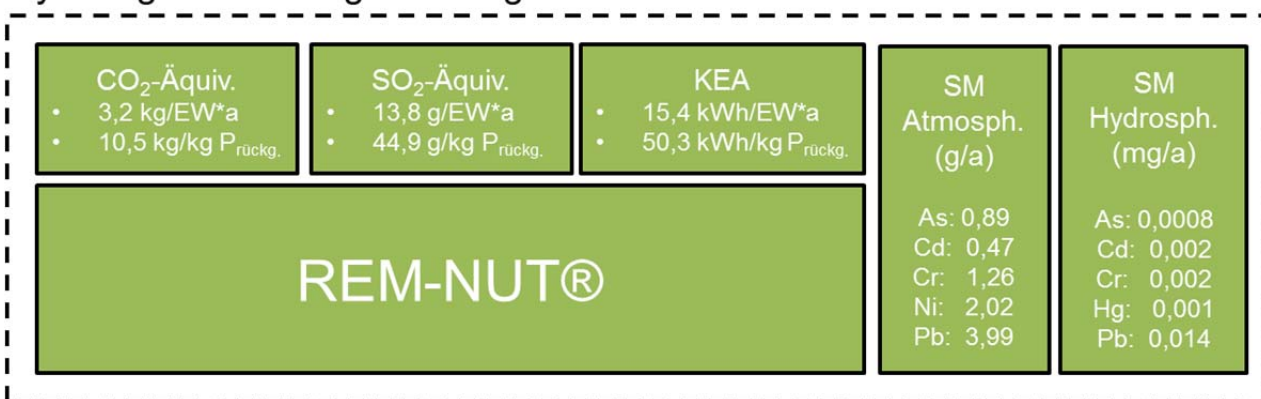 CO₂-Äquiv.
• 3,2 kg/EW*a
• 10,5 kg/kg Prückg.
SO₂-Äquiv.
• 13,8 g/EW*a
• 44,9 g/kg Prückg.
KEA
• 15,4 kWh/EW*a
• 50,3 kWh/kg Prückg.
SM
Atmosph.
(g/a)
As: 0,89
Cd: 0,47
Cr: 1,26
Ni: 2,02
Pb: 3,99
SM
Hydrosph.
(mg/a)
As: 0,0008
Cd: 0,002
Cr: 0,002
Hg: 0,001
Pb: 0,014
REM-NUT®